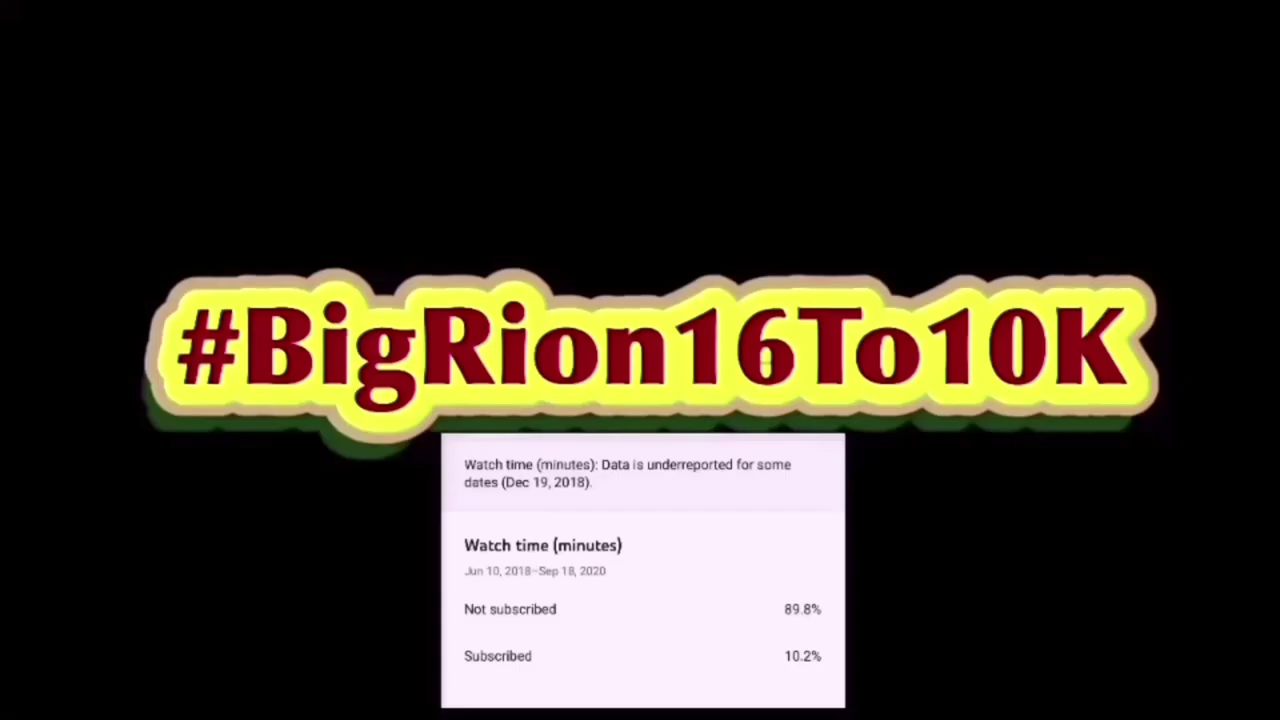 #BigRion16To10K
Watch time (minutes): Data is underreported for some
dates (Dec 19, 2018).
Watch time (minutes)
Jun 10, 2018–Sep 18, 2020
Not subscribed 89.8%
Subscribed 10.2%